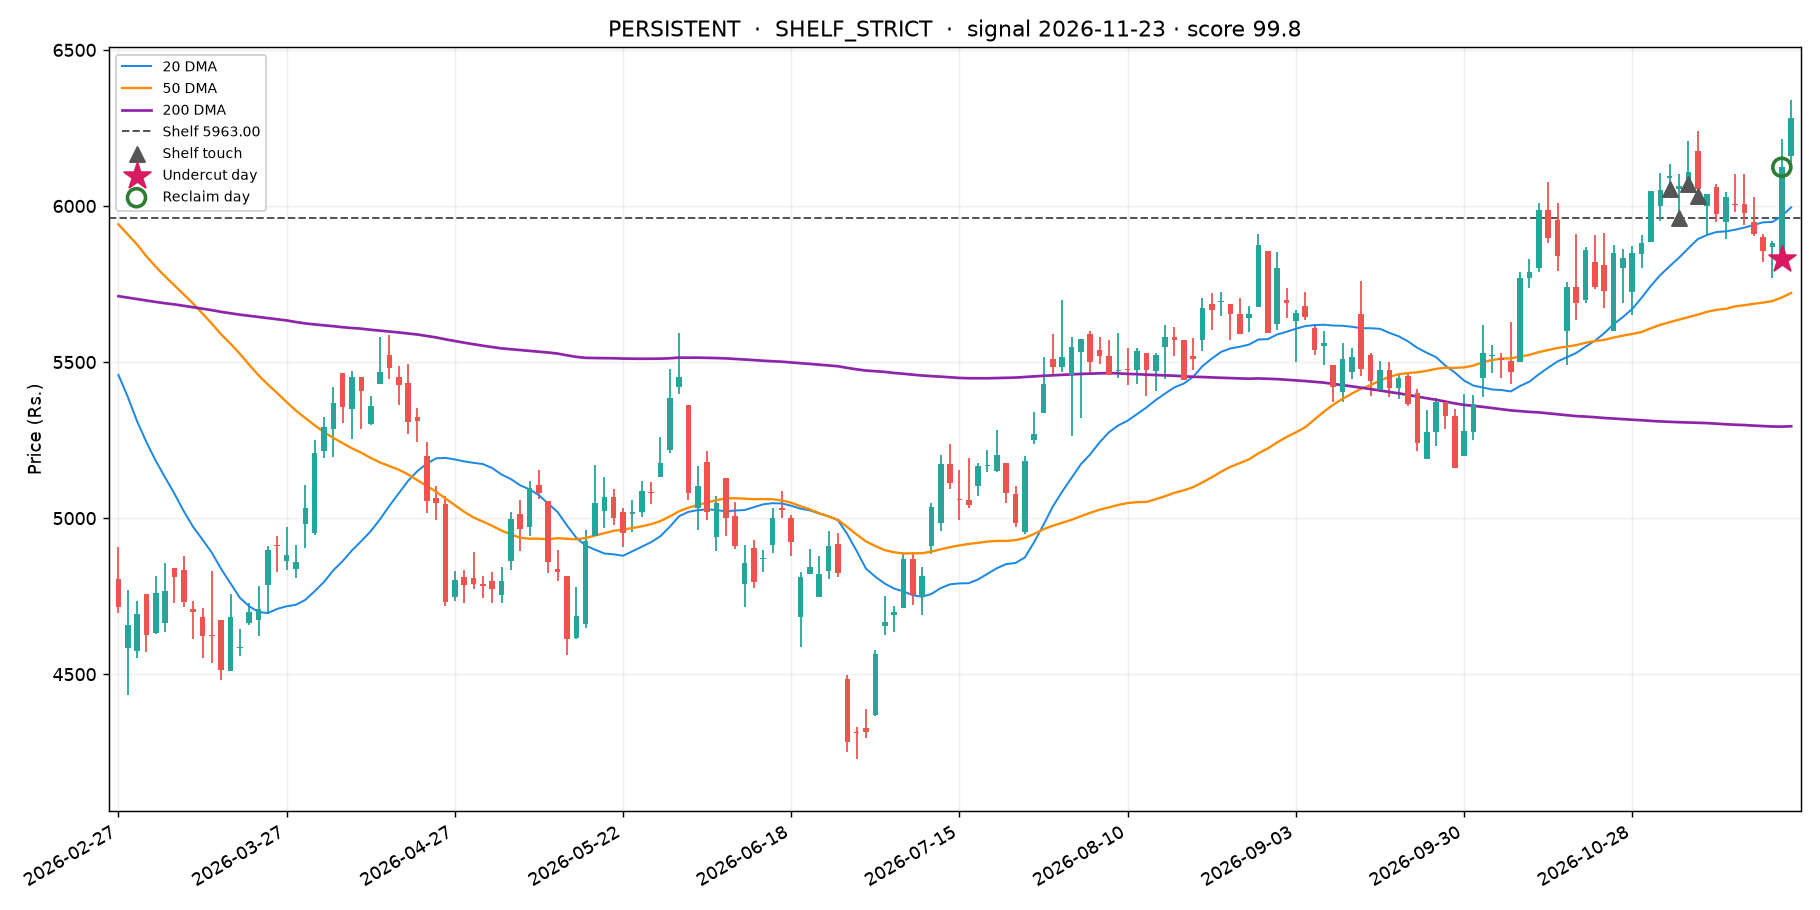 PERSISTENT · SHELF_STRICT · signal 2026-11-23 · score 99.8
6500
6000
5500
5000
4500
Price (Rs.)
20 DMA
50 DMA
200 DMA
Shelf 5963.00
Shelf touch
Undercut day
Reclaim day
2026-02-27
2026-03-27
2026-04-27
2026-05-22
2026-06-18
2026-07-15
2026-08-10
2026-09-03
2026-09-30
2026-10-28